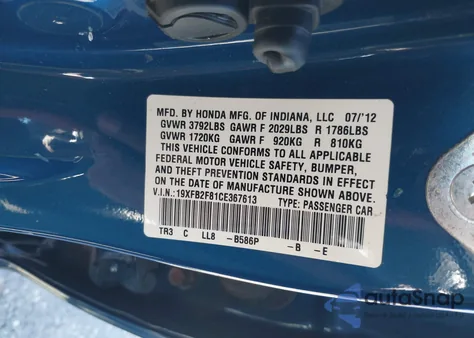 MFD. BY HONDA MFG. OF INDIANA, LLC 07/'12
GVWR 3792LBS GAWR F 2029LBS R 1786LBS
GVWR 1720KG GAWR F 920KG R 810KG
THIS VEHICLE CONFORMS TO ALL APPLICABLE
FEDERAL MOTOR VEHICLE SAFETY, BUMPER,
AND THEFT PREVENTION STANDARDS IN EFFECT
ON THE DATE OF MANUFACTURE SHOWN ABOVE.
V.I.N.: 19XFB2F81CE367613 TYPE: PASSENGER CAR
TR3 C LL8 -B586P -B -E
autoSnap